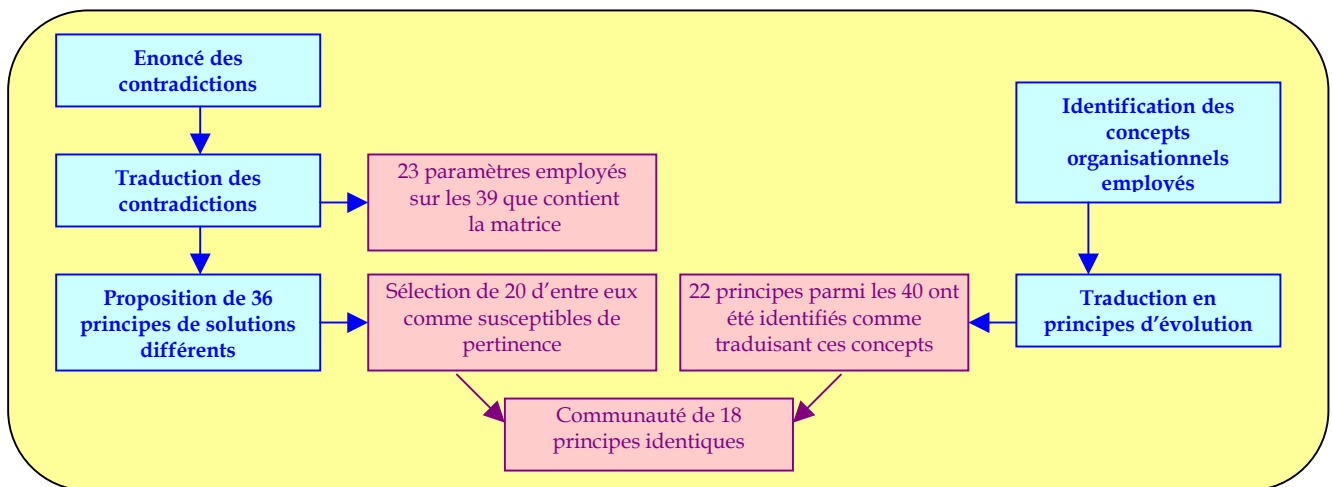 Enoncé des
contradictions
Identification des
concepts
organisationnels
employés
Traduction des
contradictions
23 paramètres employés
sur les 39 que contient
la matrice
Proposition de 36
principes de solutions
différents
Sélection de 20 d’entre eux
comme susceptibles de
pertinence
22 principes parmi les 40 ont
été identifiés comme
traduisant ces concepts
Traduction en
principes d’évolution
Communauté de 18
principes identiques